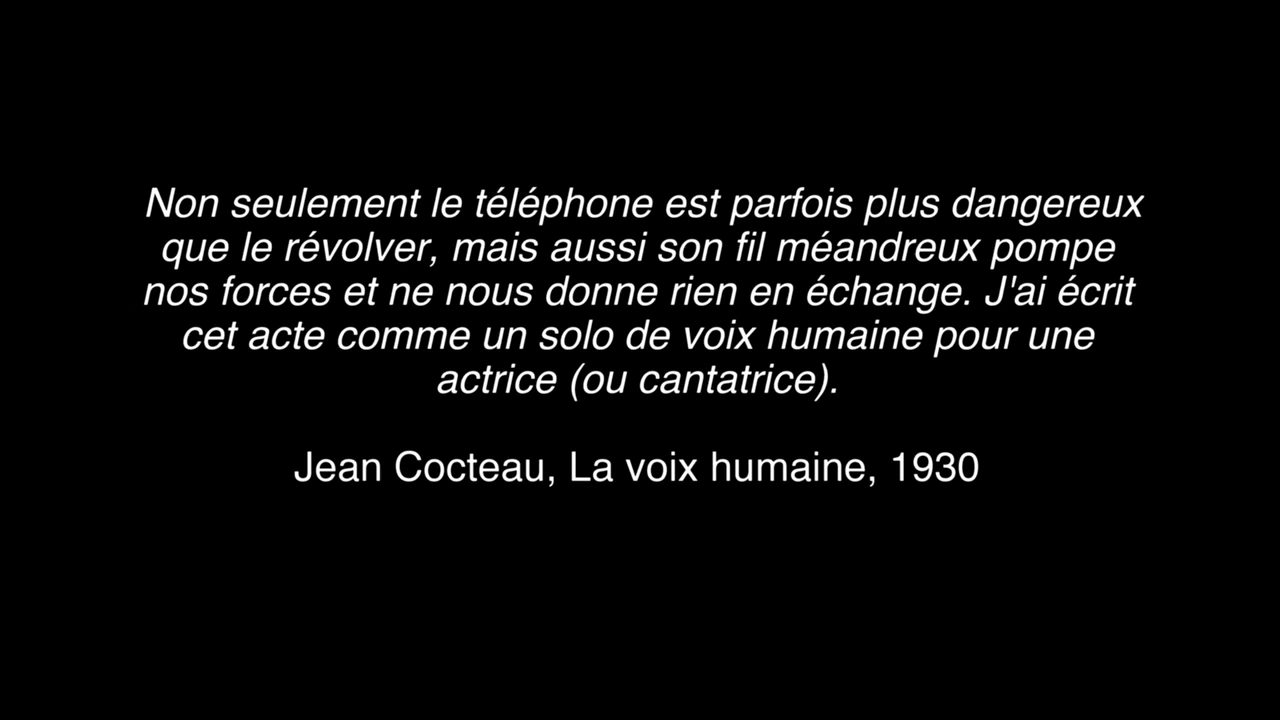 Non seulement le téléphone est parfois plus dangereux
que le révolver, mais aussi son fil méandreux pompe
nos forces et ne nous donne rien en échange. J'ai écrit
cet acte comme un solo de voix humaine pour une
actrice (ou cantatrice).
Jean Cocteau, La voix humaine, 1930